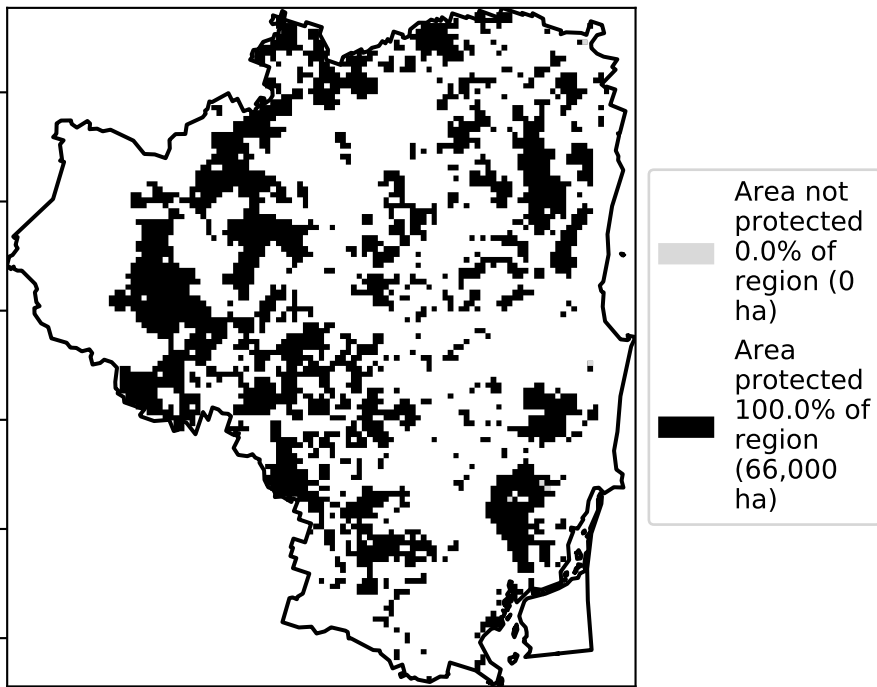 Area not
protected
0.0% of
region (0
ha)
Area
protected
100.0% of
region
(66,000
ha)